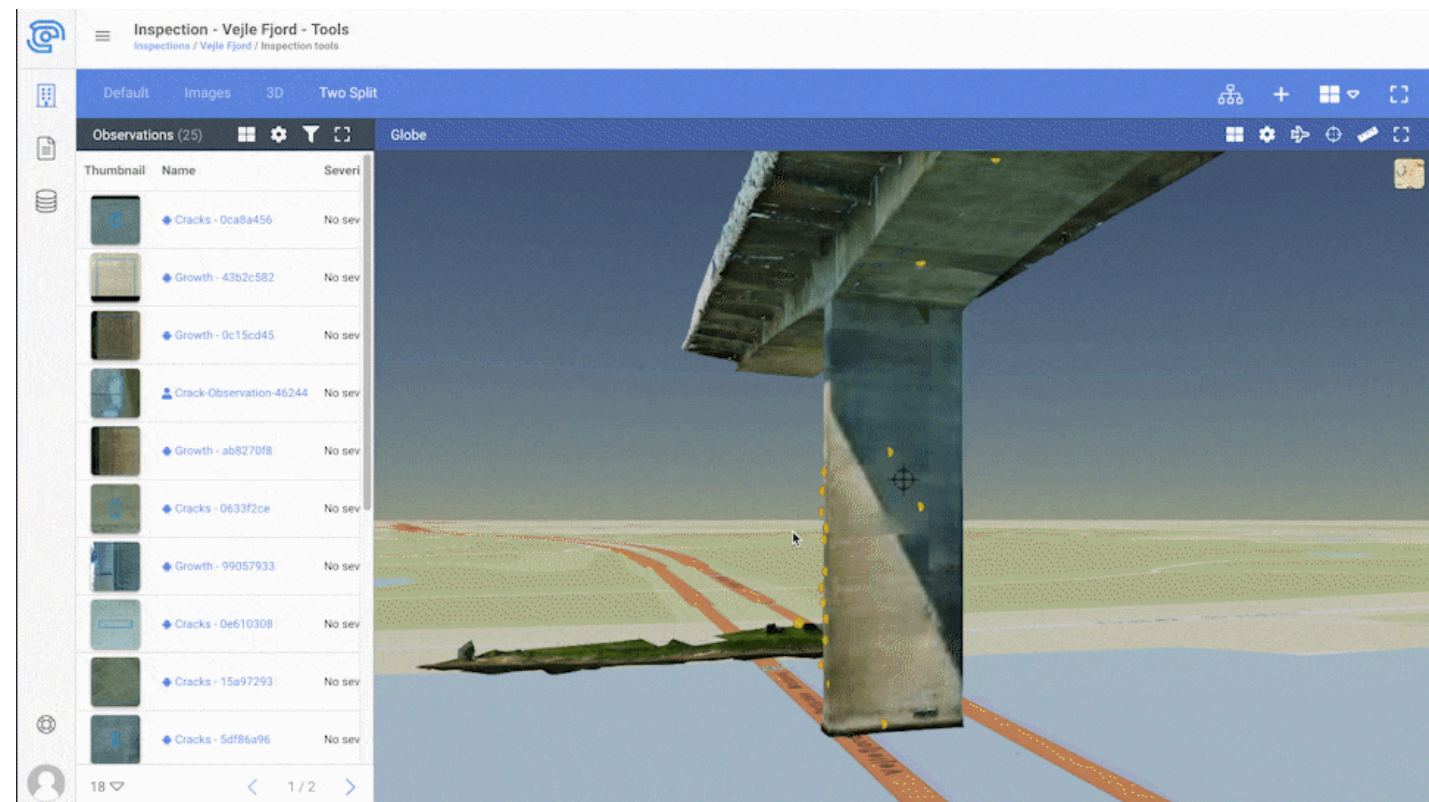 Inspection - Vejle Fjord - Tools
Inspections / Vejle Fjord / Inspection tools
Default Images 3D Two Split
Observations (25)
Globe
Thumbnail Name Severi
Cracks - 0ca8a456 No sev
Growth - 43b2c582 No sev
Growth - 0c15cd45 No sev
Crack-Observation-46244 No sev
Growth - ab8270f8 No sev
Cracks - 0633f2ce No sev
Growth - 99057933 No sev
Cracks - 0e610308 No sev
Cracks - 15a97293 No sev
Cracks - 5df86a96 No sev
18 1 / 2